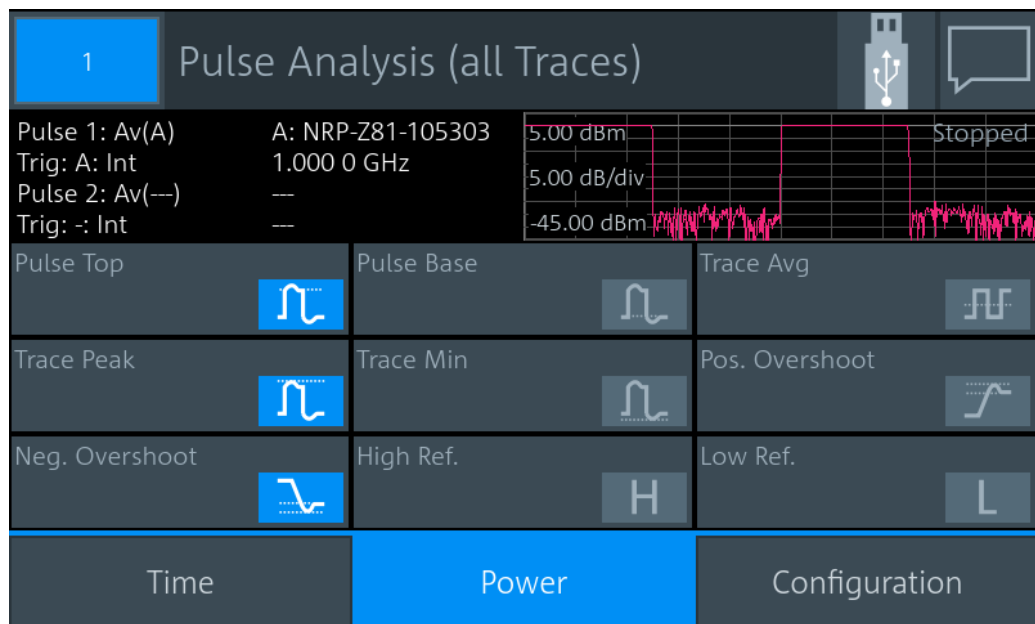 1
Pulse Analysis (all Traces)
Pulse 1: Av(A)
A: NRP-Z81-105303
Trig: A: Int
1.000 0 GHz
Pulse 2: Av(---)
---
Trig: -: Int
---
5.00 dBm
Stopped
5.00 dB/div
-45.00 dBm
Pulse Top
Pulse Base
Trace Avg
Trace Peak
Trace Min
Pos. Overshoot
Neg. Overshoot
High Ref.
H
Low Ref.
L
Time
Power
Configuration